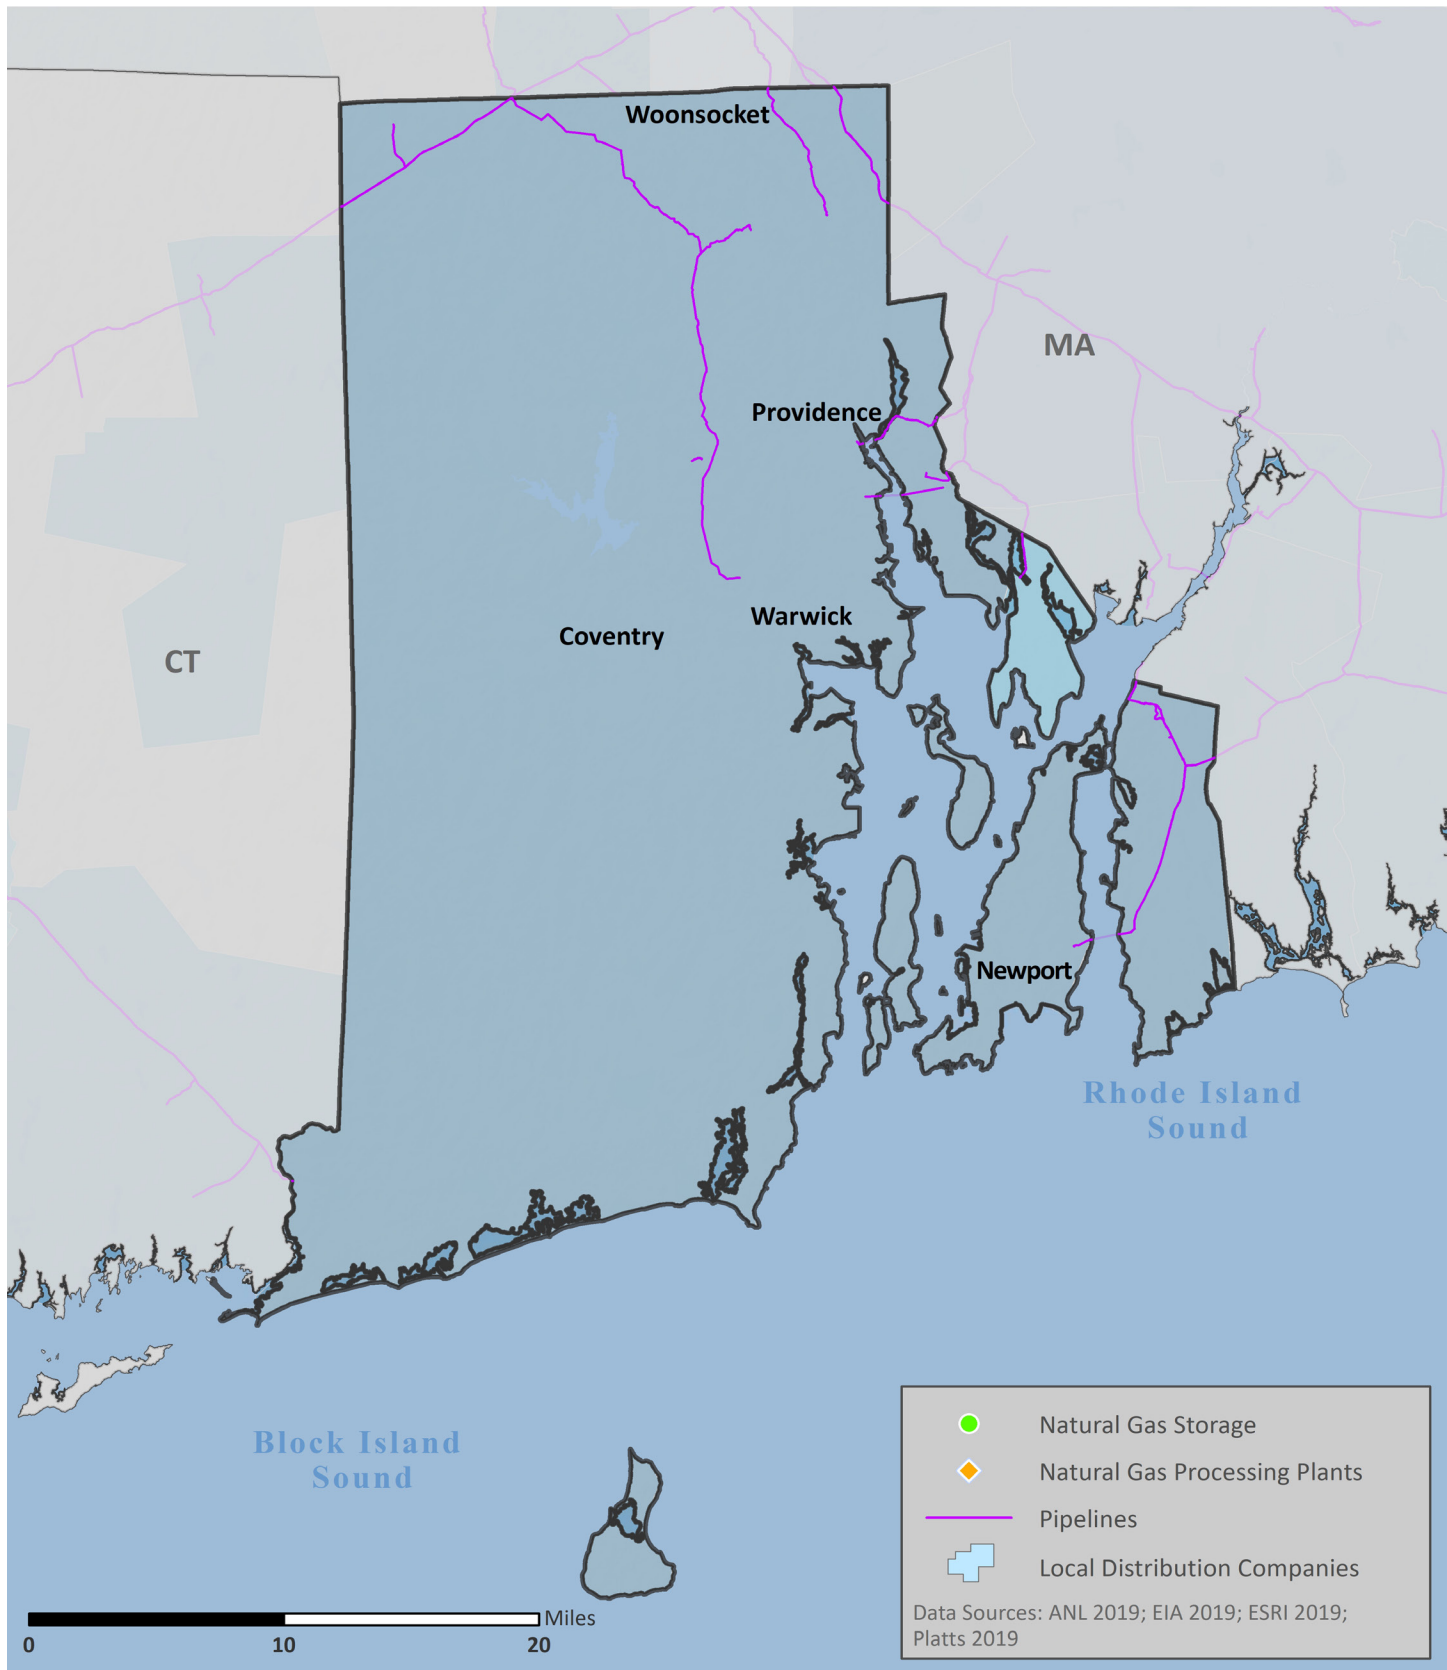 Woonsocket
MA
Providence
Warwick
Coventry
CT
Newport
Rhode Island
Sound
Block Island
Sound
Natural Gas Storage
Natural Gas Processing Plants
Pipelines
Local Distribution Companies
Data Sources: ANL 2019; EIA 2019; ESRI 2019;
Platts 2019
Miles
0 10 20